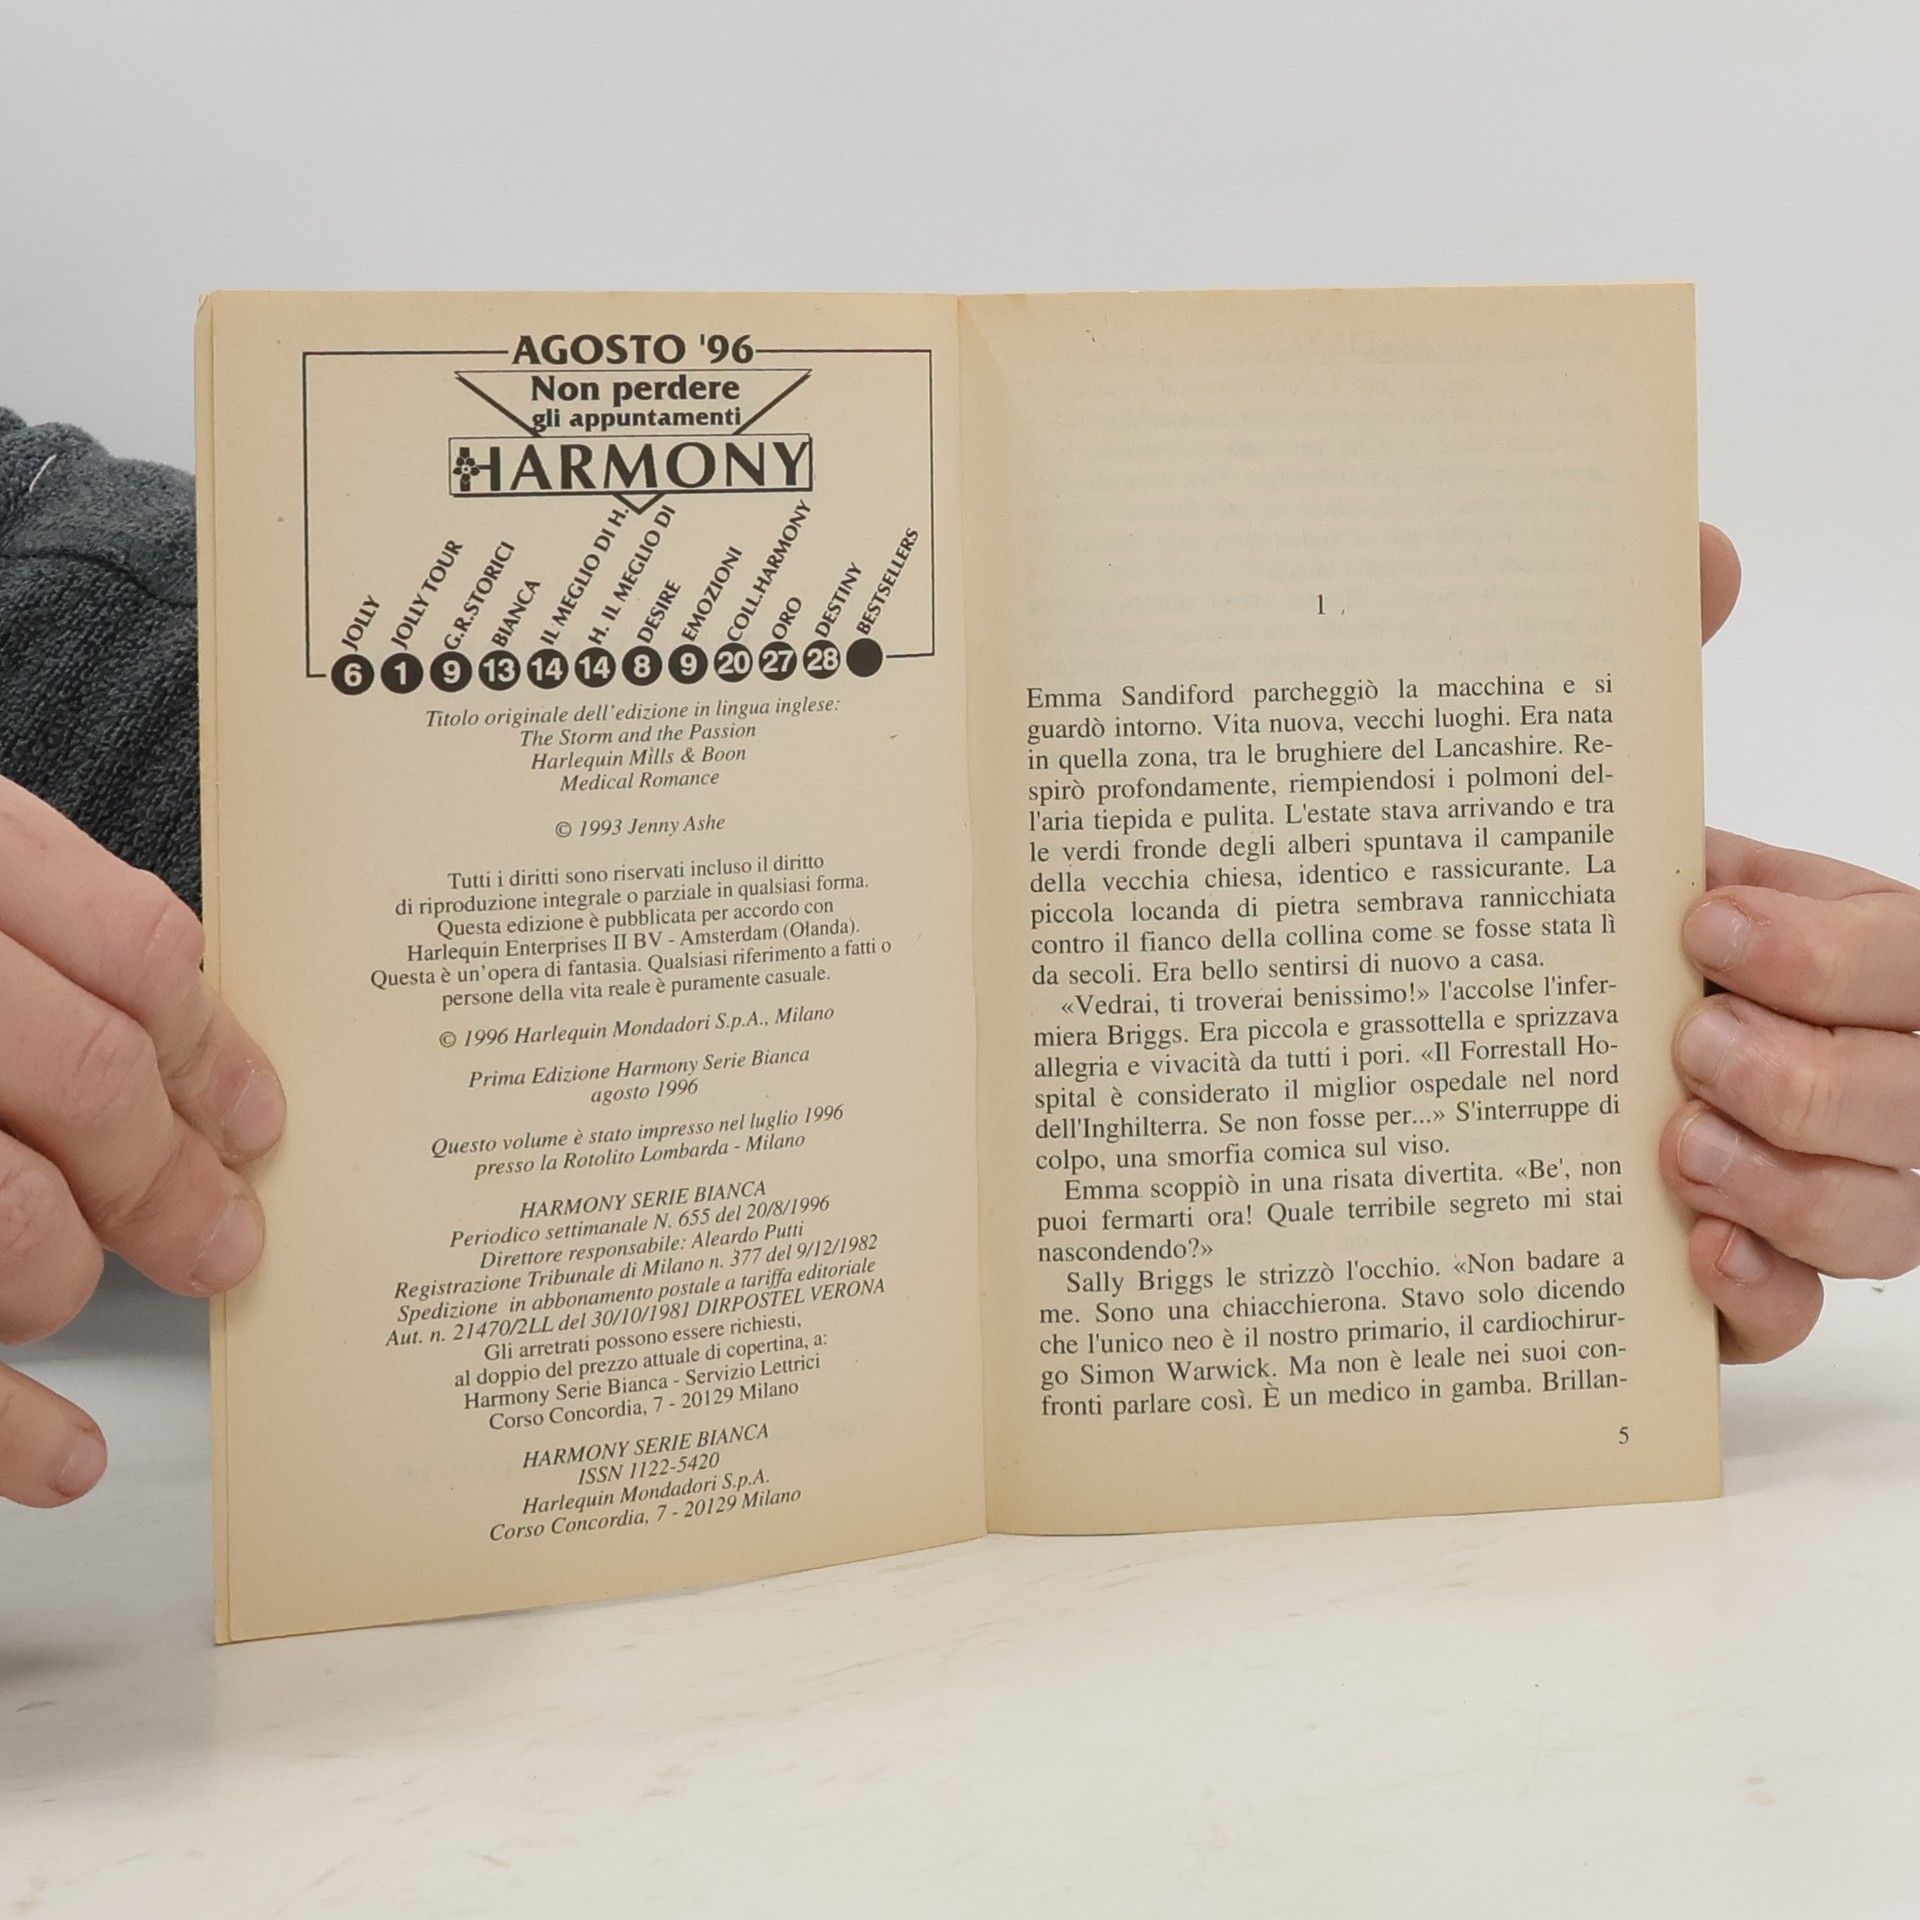 AGOSTO '96
Non perdere
gli appuntamenti
HARMONY
JOLLY
JOLLY TOUR
G.R.STORICI
BIANCA
IL MEGLIO DI H.
H. IL MEGLIO DI
DESIRE
EMOZIONI
COLL.HARMONY
ORO
DESTINY
BESTSELLERS
6 1 9 13 14 14 8 9 20 27 28
Titolo originale dell'edizione in lingua inglese:
The Storm and the Passion
Harlequin Mills & Boon
Medical Romance
© 1993 Jenny Ashe
Tutti i diritti sono riservati incluso il diritto
di riproduzione integrale o parziale in qualsiasi forma.
Questa edizione è pubblicata per accordo con
Harlequin Enterprises II BV - Amsterdam (Olanda).
Questa è un'opera di fantasia. Qualsiasi riferimento a fatti o
persone della vita reale è puramente casuale.
© 1996 Harlequin Mondadori S.p.A., Milano
Prima Edizione Harmony Serie Bianca
agosto 1996
Questo volume è stato impresso nel luglio 1996
presso la Rotolito Lombarda - Milano
HARMONY SERIE BIANCA
Periodico settimanale N. 655 del 20/8/1996
Direttore responsabile: Aleardo Putti
Registrazione Tribunale di Milano n. 377 del 9/12/1982
Spedizione in abbonamento postale a tariffa editoriale
Aut. n. 21470/2LL del 30/10/1981 DIRPOSTEL VERONA
Gli arretrati possono essere richiesti,
al doppio del prezzo attuale di copertina, a:
Harmony Serie Bianca - Servizio Lettrici
Corso Concordia, 7 - 20129 Milano
HARMONY SERIE BIANCA
ISSN 1122-5420
Harlequin Mondadori S.p.A.
Corso Concordia, 7 - 20129 Milano
1
Emma Sandiford parcheggiò la macchina e si
guardò intorno. Vita nuova, vecchi luoghi. Era nata
in quella zona, tra le brughiere del Lancashire. Re-
spirò profondamente, riempiendosi i polmoni del-
l'aria tiepida e pulita. L'estate stava arrivando e tra
le verdi fronde degli alberi spuntava il campanile
della vecchia chiesa, identico e rassicurante. La
piccola locanda di pietra sembrava rannicchiata
contro il fianco della collina come se fosse stata lì
da secoli. Era bello sentirsi di nuovo a casa.
«Vedrai, ti troverai benissimo!» l'accolse l'infer-
miera Briggs. Era piccola e grassottella e sprizzava
allegria e vivacità da tutti i pori. «Il Forrestall Ho-
spital è considerato il miglior ospedale nel nord
dell'Inghilterra. Se non fosse per...» S'interruppe di
colpo, una smorfia comica sul viso.
Emma scoppiò in una risata divertita. «Be', non
puoi fermarti ora! Quale terribile segreto mi stai
nascondendo?»
Sally Briggs le strizzò l'occhio. «Non badare a
me. Sono una chiacchierona. Stavo solo dicendo
che l'unico neo è il nostro primario, il cardiochirur-
go Simon Warwick. Ma non è leale nei suoi con-
fronti parlare così. È un medico in gamba. Brillan-
5